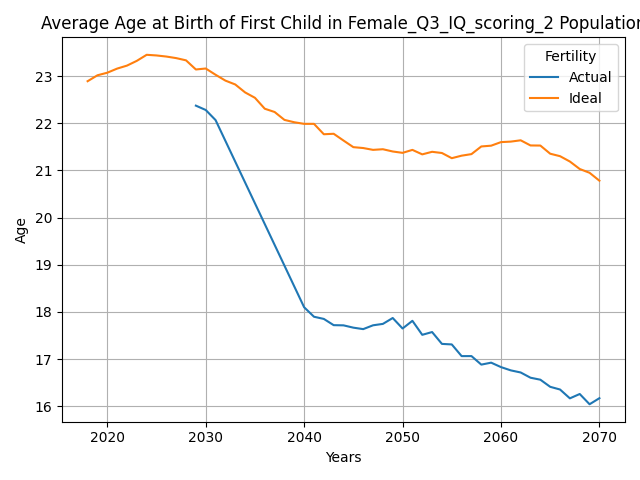 Average Age at Birth of First Child in Female_Q3_IQ_scoring_2 Population
Fertility
Actual
Ideal
Age
23
22
21
20
19
18
17
16
2020 2030 2040 2050 2060 2070
Years